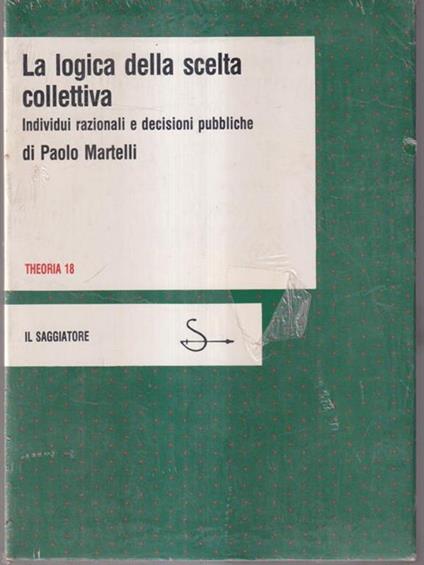 La logica della scelta
collettiva
Individui razionali e decisioni pubbliche
di Paolo Martelli
THEORIA 18
IL SAGGIATORE